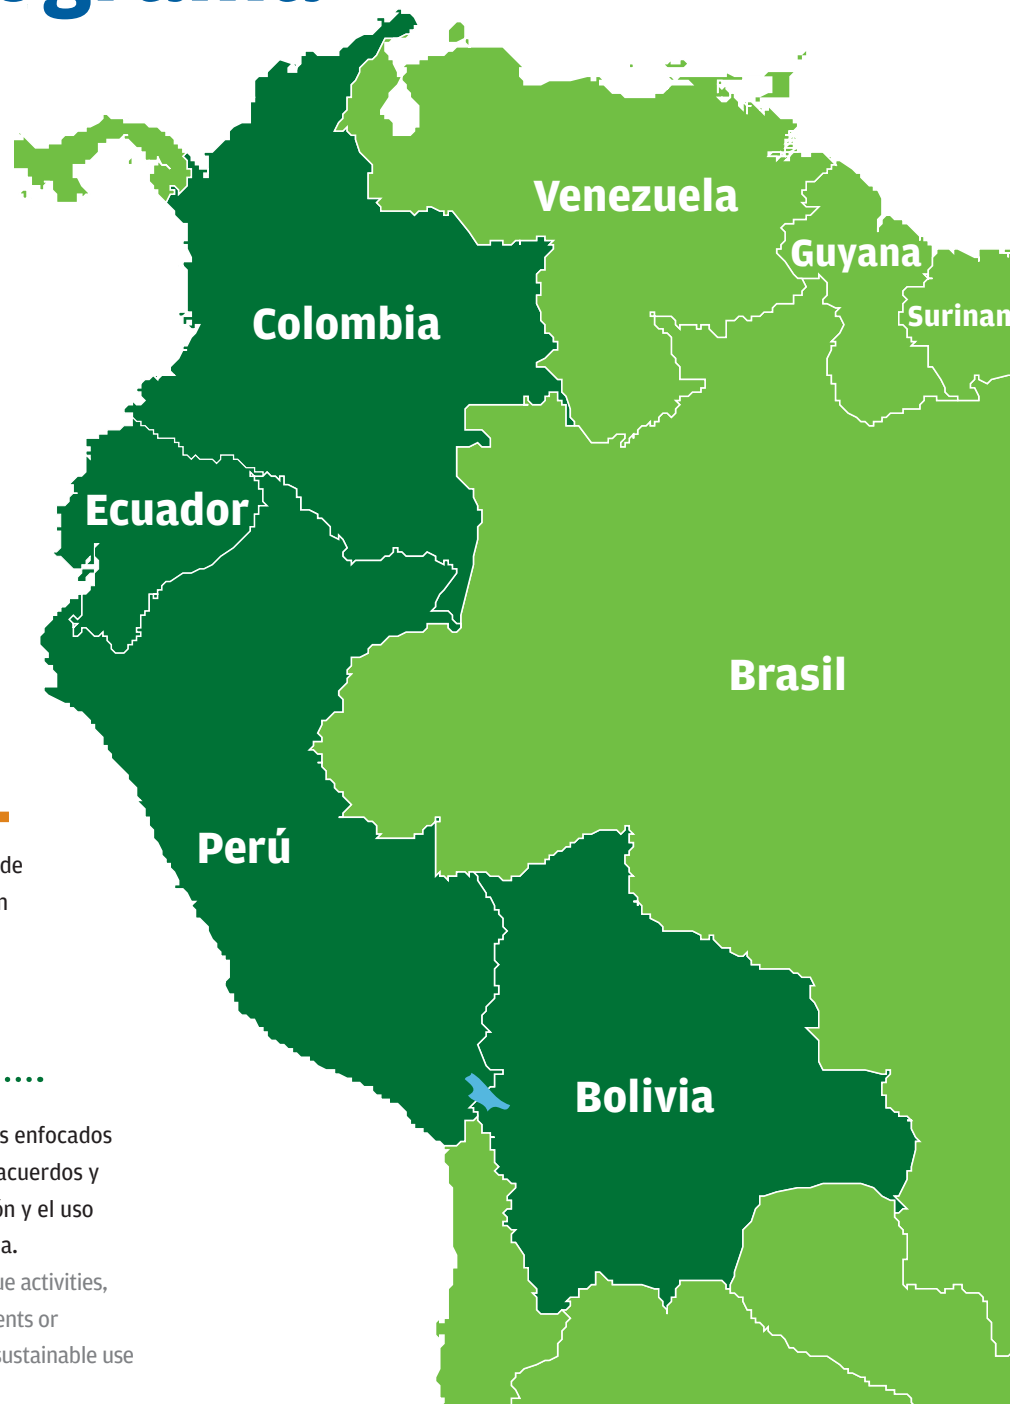 ograma
Venezuela
Guyana
Surinam
Colombia
Ecuador
Brasil
Perú
de
n
Bolivia
s enfocados
acuerdos y
ón y el uso
a.
ue activities,
ents or
sustainable use